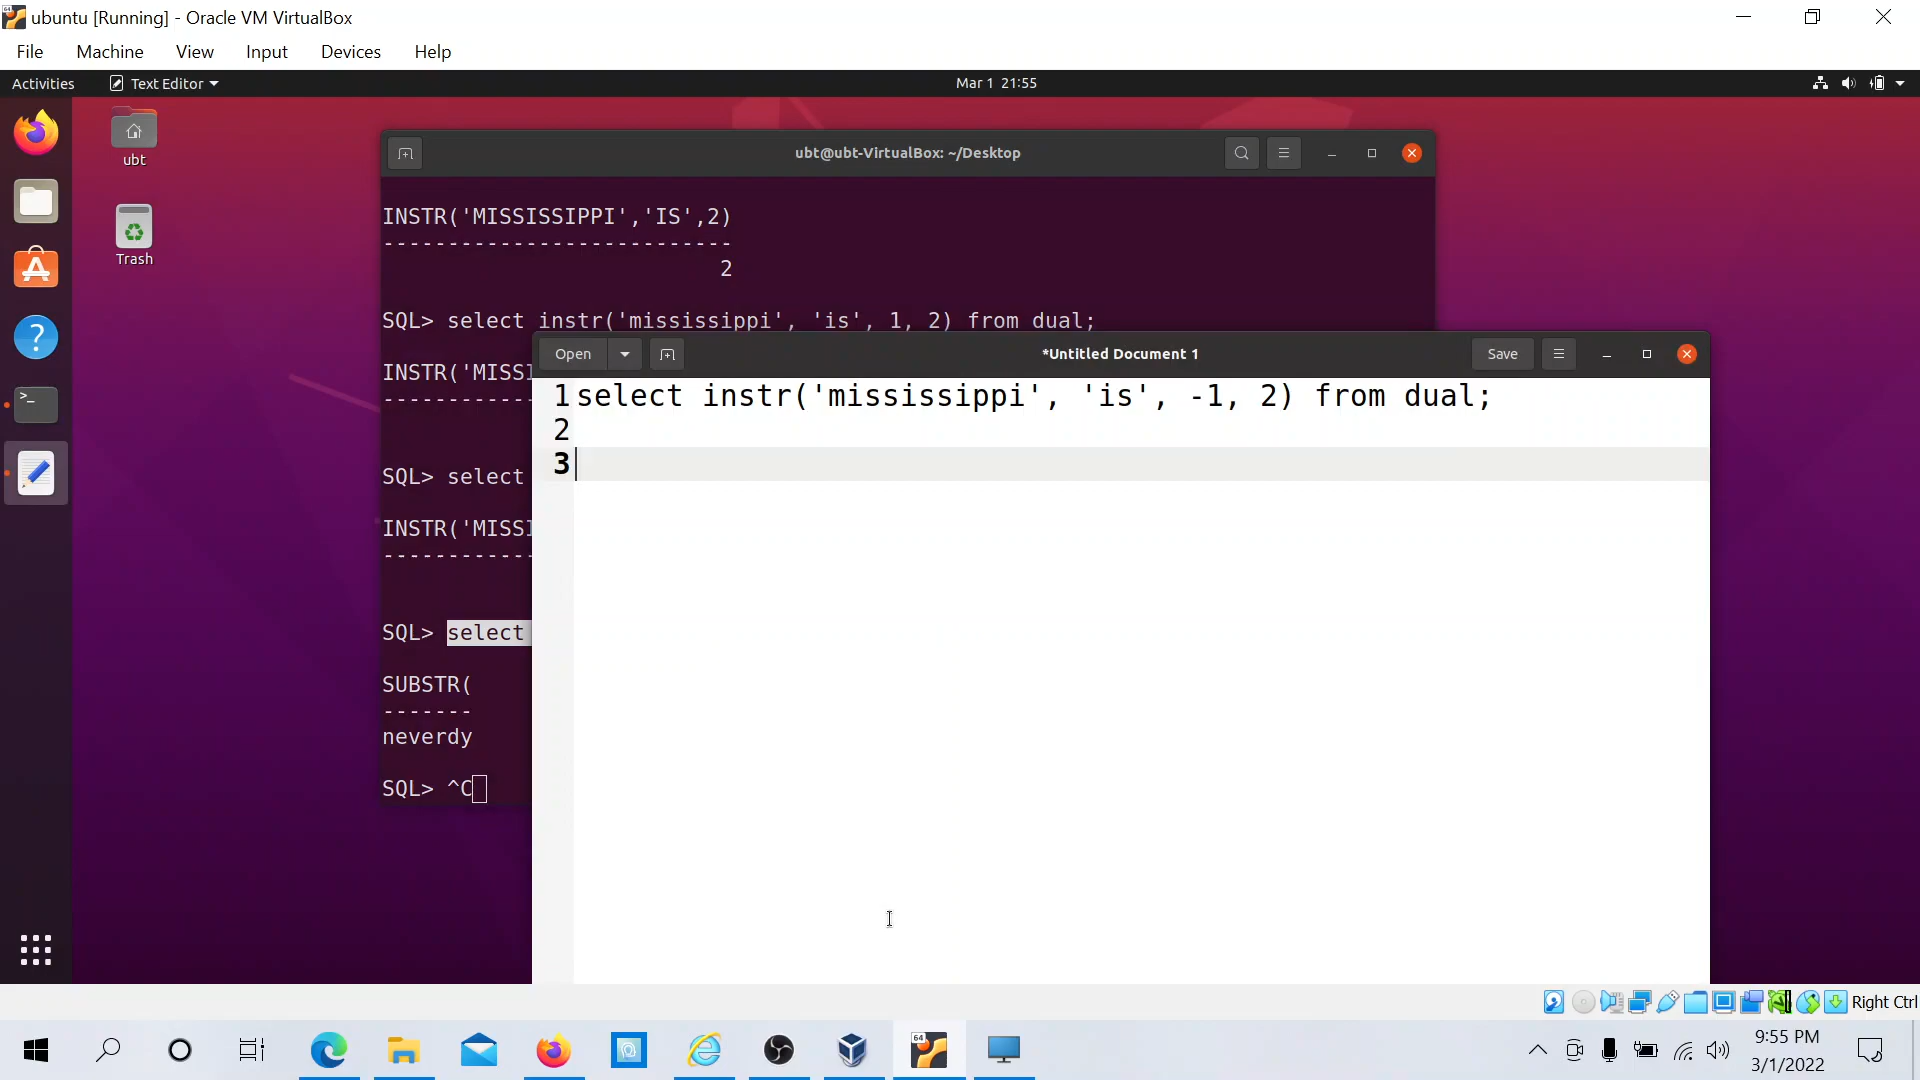 ubuntu [Running] - Oracle VM VirtualBox
File Machine View Input Devices Help
Activities Text Editor Mar 1 21:55
ubt
Trash
ubt@ubt-VirtualBox: ~/Desktop
INSTR('MISSISSIPPI','IS',2)
---------------------------
2
SQL> select instr('mississippi', 'is', 1, 2) from dual;
INSTR('MISSI
------------
SQL> select
INSTR('MISSI
------------
SQL> select
SUBSTR(
-------
neverdy
SQL> ^C
Open *Untitled Document 1 Save
1 select instr('mississippi', 'is', -1, 2) from dual;
2
3
Right Ctrl
64
9:55 PM
3/1/2022